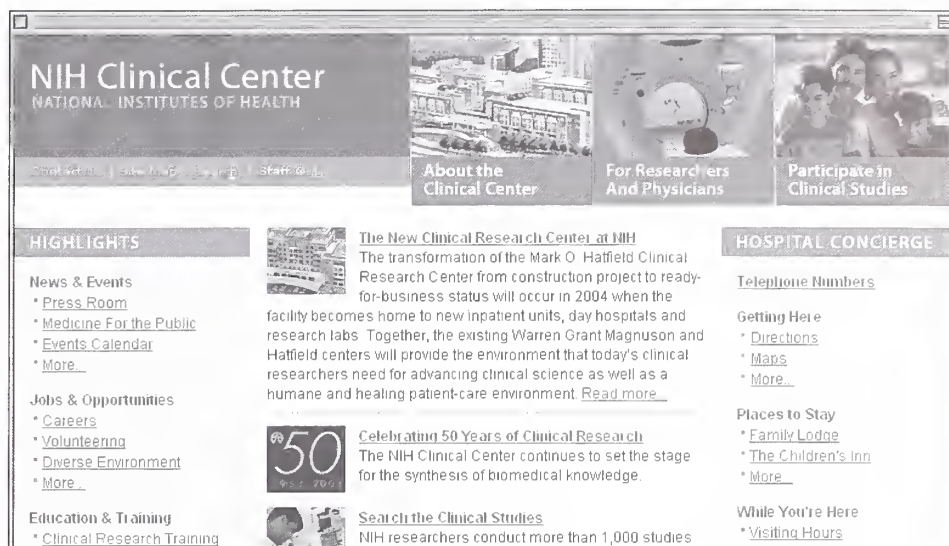 NIH Clinical Center
NATIONAL INSTITUTES OF HEALTH
Staff
About the
Clinical Center
For Researchers
And Physicians
Participate in
Clinical Studies
HIGHLIGHTS
News & Events
* Press Room
* Medicine For the Public
* Events Calendar
* More...
Jobs & Opportunities
* Careers
* Volunteering
* Diverse Environment
* More...
Education & Training
* Clinical Research Training
The New Clinical Research Center at NIH
The transformation of the Mark O. Hatfield Clinical
Research Center from construction project to ready-
for-business status will occur in 2004 when the
facility becomes home to new inpatient units, day hospitals and
research labs. Together, the existing Warren Grant Magnuson and
Hatfield centers will provide the environment that today's clinical
researchers need for advancing clinical science as well as a
humane and healing patient-care environment. Read more...
50
Celebrating 50 Years of Clinical Research
The NIH Clinical Center continues to set the stage
for the synthesis of biomedical knowledge.
Search the Clinical Studies
NIH researchers conduct more than 1,000 studies
HOSPITAL CONCIERGE
Telephone Numbers
Getting Here
* Directions
* Maps
* More...
Places to Stay
* Family Lodge
* The Children's Inn
* More...
While You're Here
* Visiting Hours